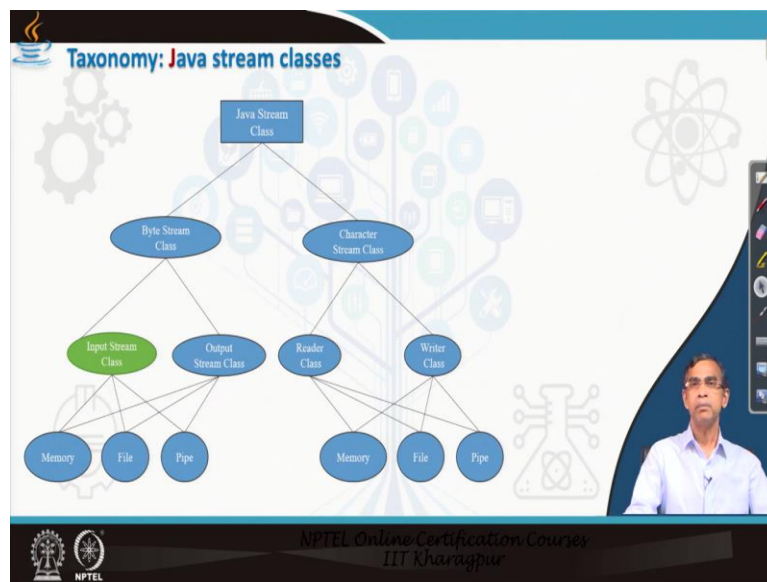 Taxonomy: Java stream classes
Java Stream
Class
Byte Stream
Class
Character
Stream Class
Input Stream
Class
Output
Stream Class
Reader
Class
Writer
Class
Memory
File
Pipe
Memory
File
Pipe
NPTEL Online Certification Courses
IIT Kharagpur
NPTEL